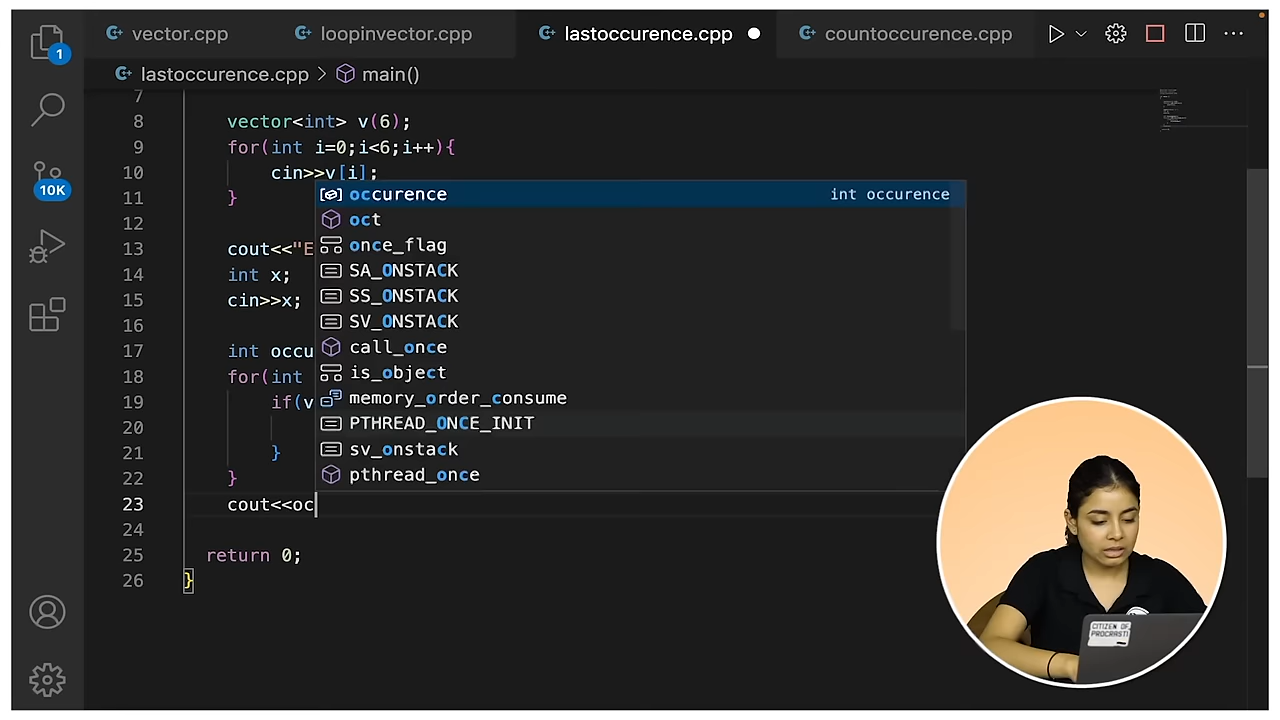 vector.cpp loopinvector.cpp lastoccurence.cpp countoccurence.cpp
1
lastoccurence.cpp > main()
7
8 vector<int> v(6);
9 for(int i=0;i<6;i++){
10 cin>>v[i];
10K
11 }
12
13 cout<<"E
14 int x;
15 cin>>x;
16
17 int occu
18 for(int
19 if(v
20
21 }
22 }
23 cout<<oc
24
25 return 0;
26 }
occurence int occurence
oct
once_flag
SA_ONSTACK
SS_ONSTACK
SV_ONSTACK
call_once
is_object
memory_order_consume
PTHREAD_ONCE_INIT
sv_onstack
pthread_once
CITIZEN OF
PROCRASTI